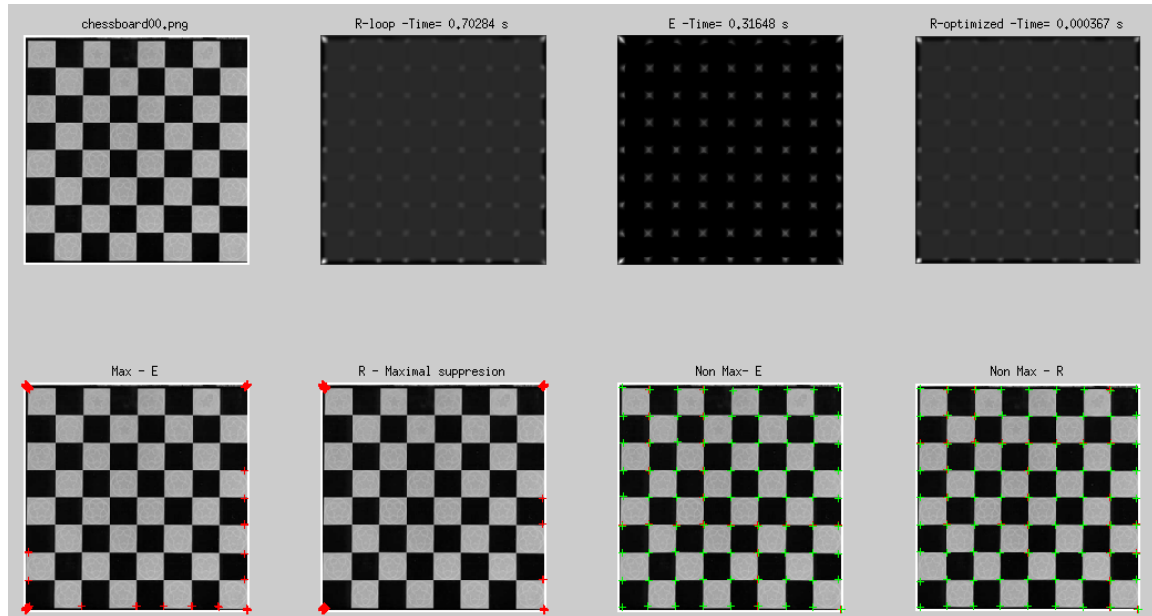 chessboard00.png
R-loop -Time= 0.70284 s
E -Time= 0.31648 s
R-optimized -Time= 0.000367 s
Max - E
R - Maximal suppresion
Non Max- E
Non Max - R